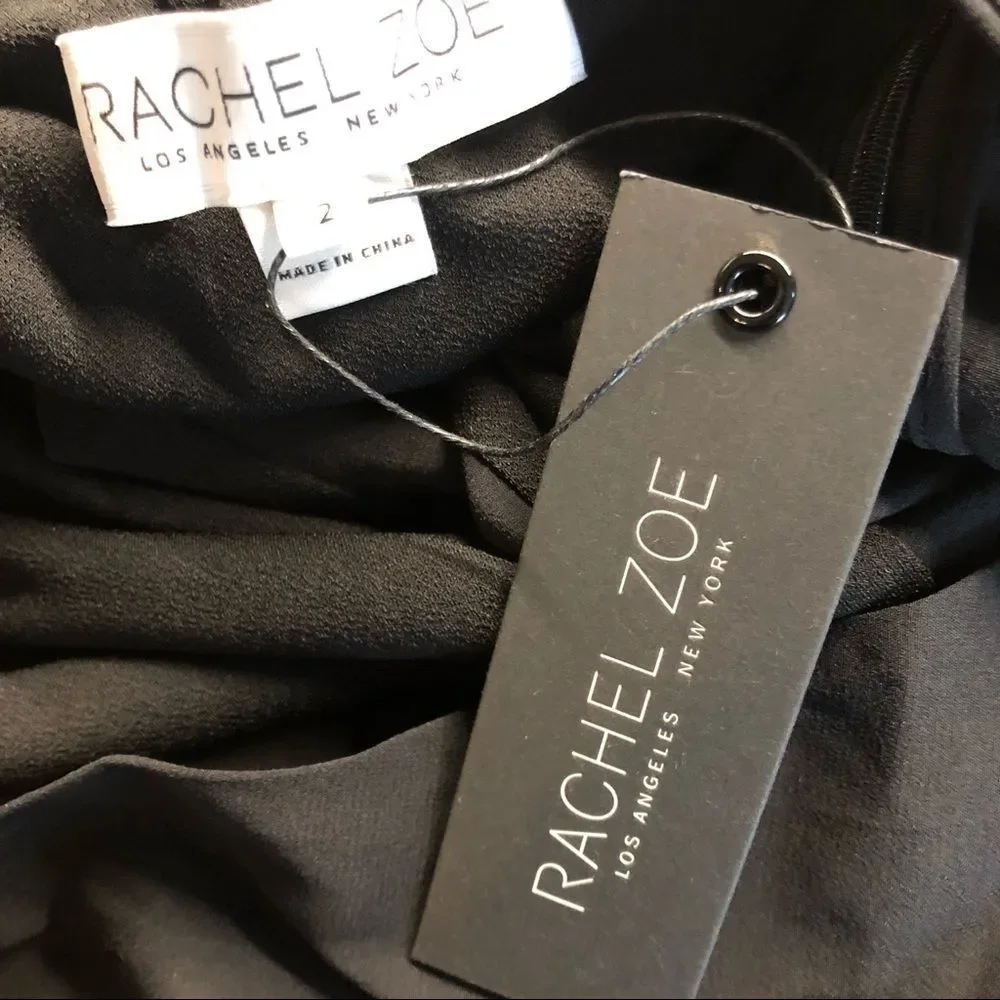 RACHEL ZOE
LOS ANGELES NEW YORK
2
MADE IN CHINA
RACHEL ZOE
LOS ANGELES NEW YORK